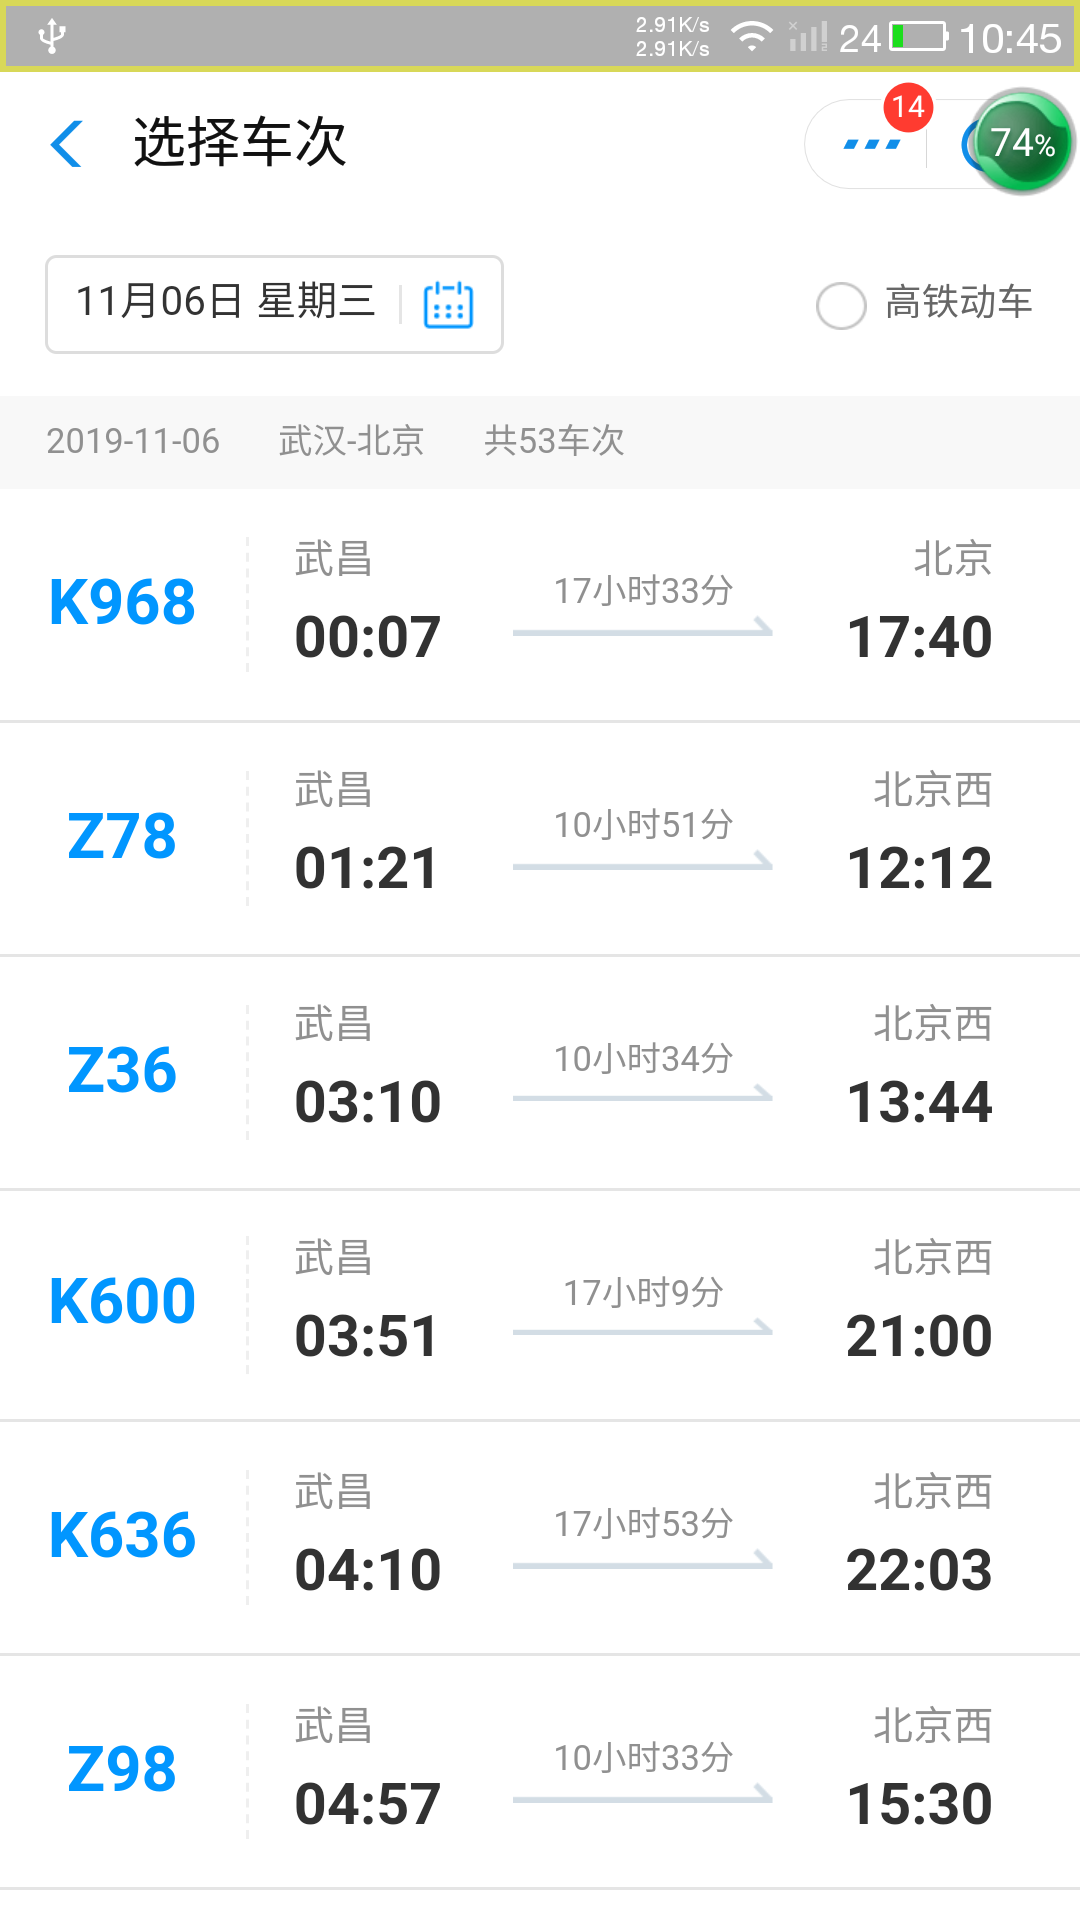 2.91K/s
2.91K/s
24
10:45
选择车次
14
74%
11月06日 星期三
高铁动车
2019-11-06 武汉-北京 共53车次
K968
武昌
00:07
17小时33分
北京
17:40
Z78
武昌
01:21
10小时51分
北京西
12:12
Z36
武昌
03:10
10小时34分
北京西
13:44
K600
武昌
03:51
17小时9分
北京西
21:00
K636
武昌
04:10
17小时53分
北京西
22:03
Z98
武昌
04:57
10小时33分
北京西
15:30